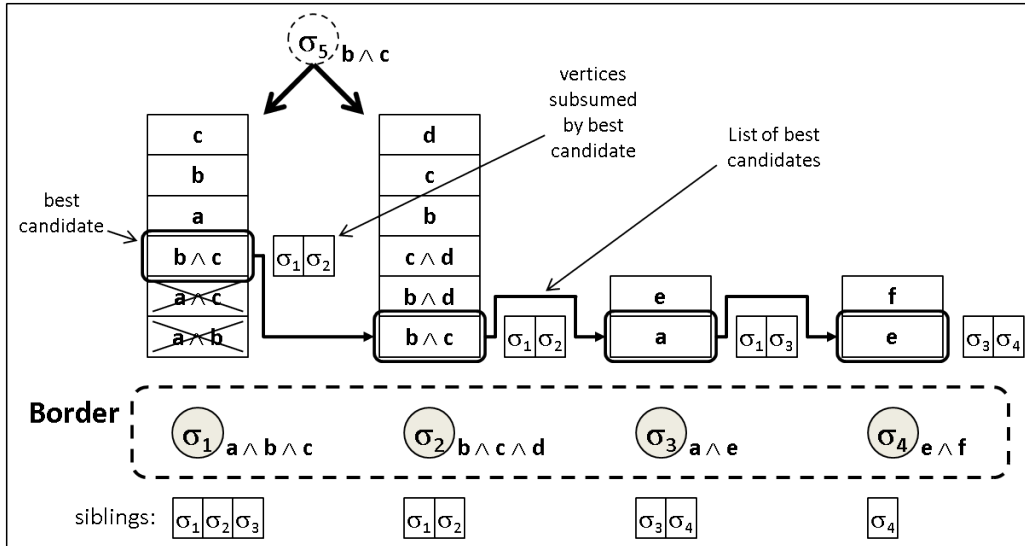 σ5 b ∧ c
vertices
subsumed
by best
candidate
List of best
candidates
best
candidate
c
b
a
b ∧ c
a ∧ c
a ∧ b
σ1 σ2
d
c
b
c ∧ d
b ∧ d
b ∧ c
σ1 σ2
e
a
σ1 σ3
f
e
σ3 σ4
Border
σ1 a ∧ b ∧ c
σ2 b ∧ c ∧ d
σ3 a ∧ e
σ4 e ∧ f
siblings: σ1 σ2 σ3
σ1 σ2
σ3 σ4
σ4